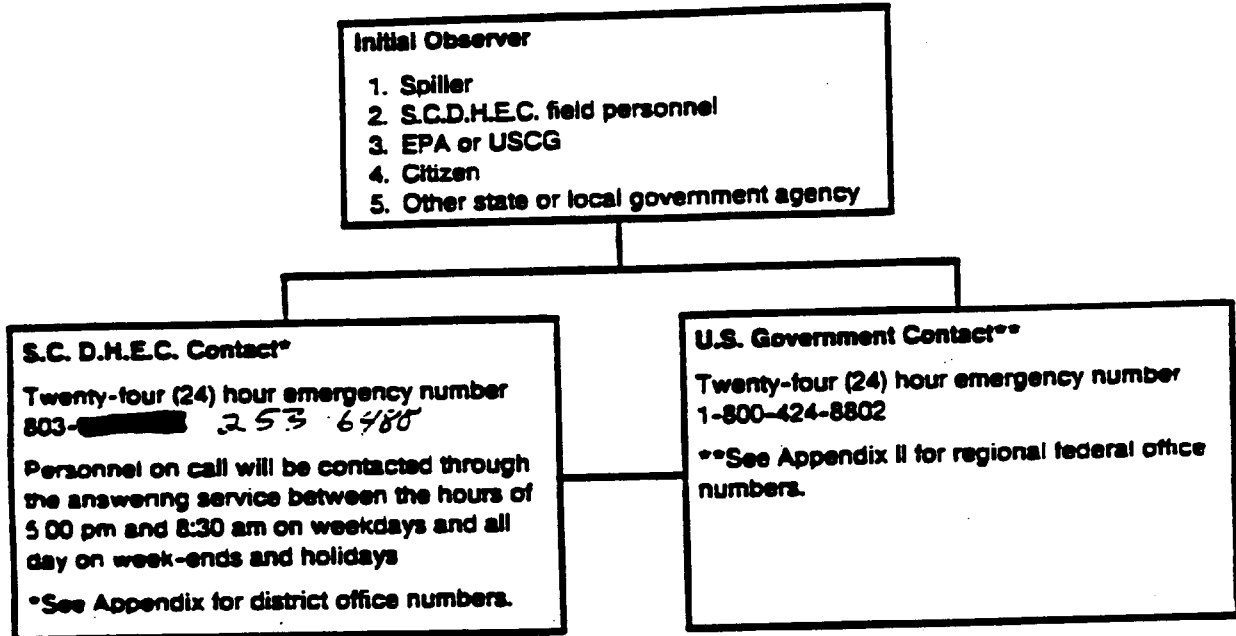 Initial Observer
1. Spiller
2. S.C.D.H.E.C. field personnel
3. EPA or USCG
4. Citizen
5. Other state or local government agency
S.C. D.H.E.C. Contact*
Twenty-four (24) hour emergency number
803- 253 6488
Personnel on call will be contacted through
the answering service between the hours of
5 00 pm and 8:30 am on weekdays and all
day on week-ends and holidays
*See Appendix for district office numbers.
U.S. Government Contact**
Twenty-four (24) hour emergency number
1-800-424-8802
**See Appendix II for regional federal office
numbers.